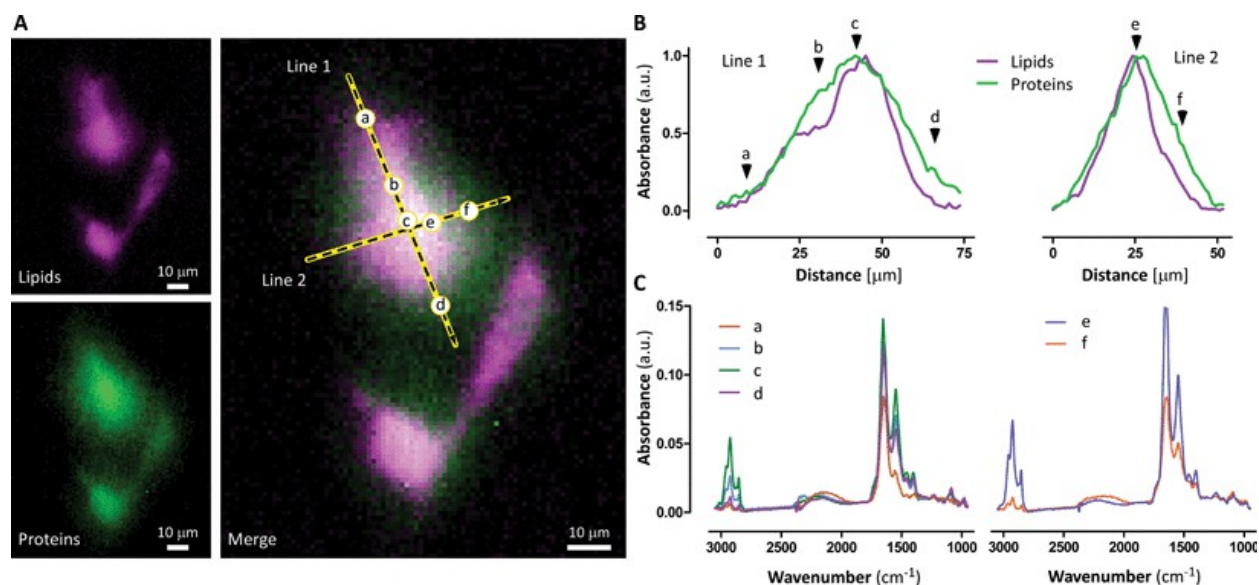 A
Lipids
10 μm
Proteins
10 μm
Line 1
a
b
c
e
f
Line 2
d
Merge
10 μm
B
Absorbance (a.u.)
1.0
0.5
0.0
Line 1
a
b
c
d
Lipids
Proteins
0 25 50 75
Distance [μm]
e
Line 2
f
0 25 50
Distance [μm]
C
Absorbance (a.u.)
0.15
0.10
0.05
0.00
a
b
c
d
3000 2000 1500 1000
Wavenumber (cm⁻¹)
e
f
3000 2000 1500 1000
Wavenumber (cm⁻¹)